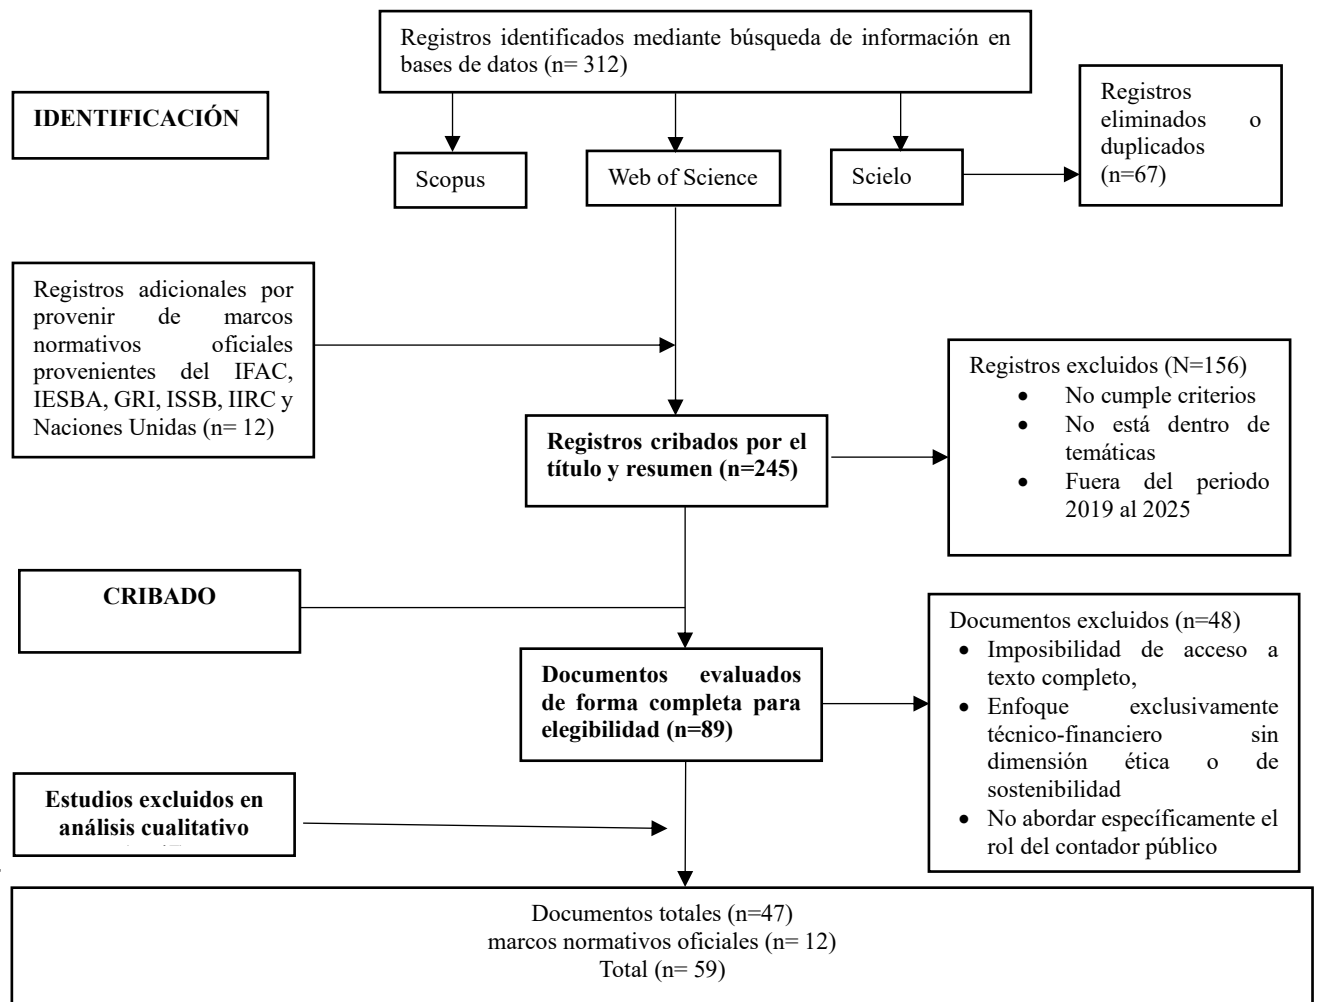 Registros identificados mediante búsqueda de información en
bases de datos (n= 312)
IDENTIFICACIÓN
Registros
eliminados o
duplicados
(n=67)
Scopus
Web of Science
Scielo
Registros adicionales por
provenir de marcos
normativos oficiales
provenientes del IFAC,
IESBA, GRI, ISSB, IIRC y
Naciones Unidas (n= 12)
Registros cribados por el
título y resumen (n=245)
Registros excluidos (N=156)
• No cumple criterios
• No está dentro de
temáticas
• Fuera del periodo
2019 al 2025
CRIBADO
Documentos evaluados
de forma completa para
elegibilidad (n=89)
Documentos excluidos (n=48)
• Imposibilidad de acceso a
texto completo,
• Enfoque exclusivamente
técnico-financiero sin
dimensión ética o de
sostenibilidad
• No abordar específicamente el
rol del contador público
Estudios excluidos en
análisis cualitativo
Documentos totales (n=47)
marcos normativos oficiales (n= 12)
Total (n= 59)